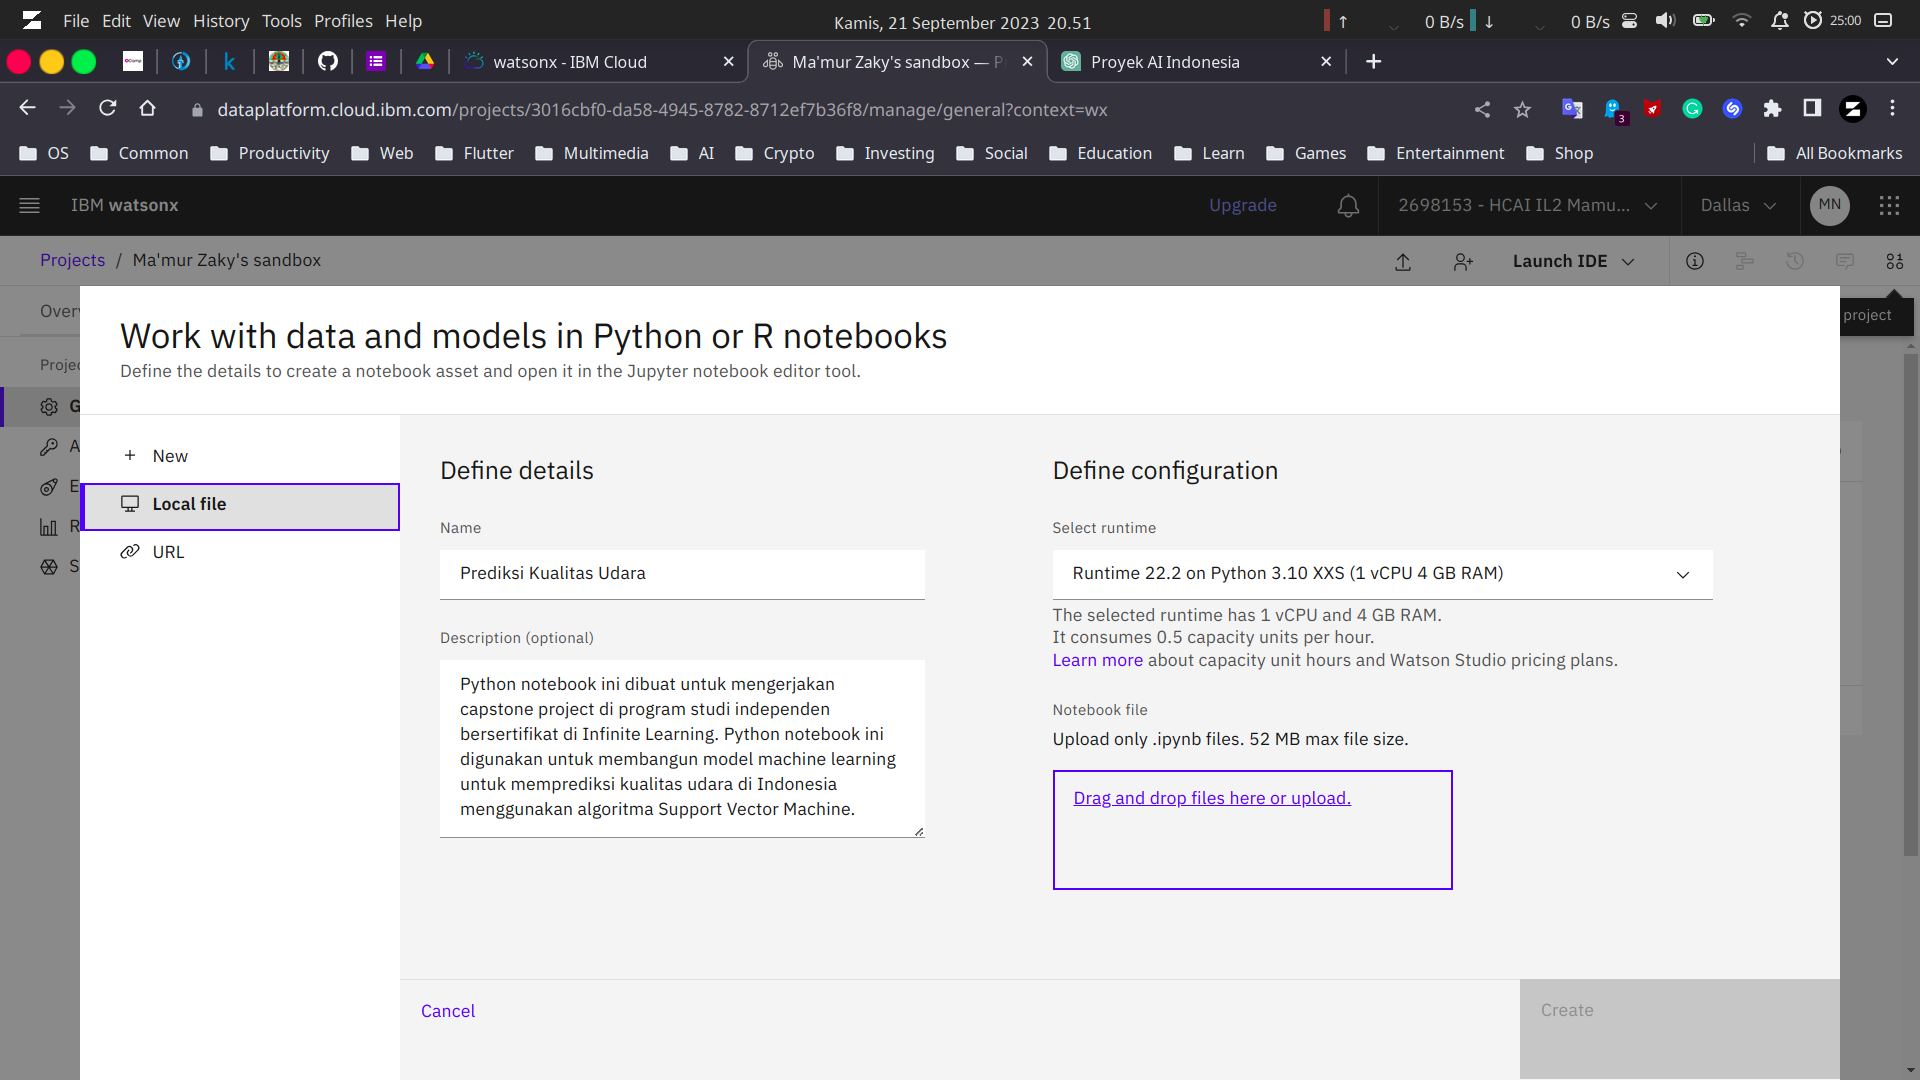 File Edit View History Tools Profiles Help
Kamis, 21 September 2023 20.51
0 B/s
0 B/s
25:00
watsonx - IBM Cloud
Ma'mur Zaky's sandbox —
Proyek AI Indonesia
dataplatform.cloud.ibm.com/projects/3016cbf0-da58-4945-8782-8712ef7b36f8/manage/general?context=wx
3
OS
Common
Productivity
Web
Flutter
Multimedia
AI
Crypto
Investing
Social
Education
Learn
Games
Entertainment
Shop
All Bookmarks
IBM watsonx
Upgrade
2698153 - HCAI IL2 Mamu...
Dallas
MN
Projects / Ma'mur Zaky's sandbox
Launch IDE
project
Work with data and models in Python or R notebooks
Define the details to create a notebook asset and open it in the Jupyter notebook editor tool.
+ New
Local file
URL
Define details
Name
Prediksi Kualitas Udara
Description (optional)
Python notebook ini dibuat untuk mengerjakan
capstone project di program studi independen
bersertifikat di Infinite Learning. Python notebook ini
digunakan untuk membangun model machine learning
untuk memprediksi kualitas udara di Indonesia
menggunakan algoritma Support Vector Machine.
Define configuration
Select runtime
Runtime 22.2 on Python 3.10 XXS (1 vCPU 4 GB RAM)
The selected runtime has 1 vCPU and 4 GB RAM.
It consumes 0.5 capacity units per hour.
Learn more about capacity unit hours and Watson Studio pricing plans.
Notebook file
Upload only .ipynb files. 52 MB max file size.
Drag and drop files here or upload.
Cancel
Create